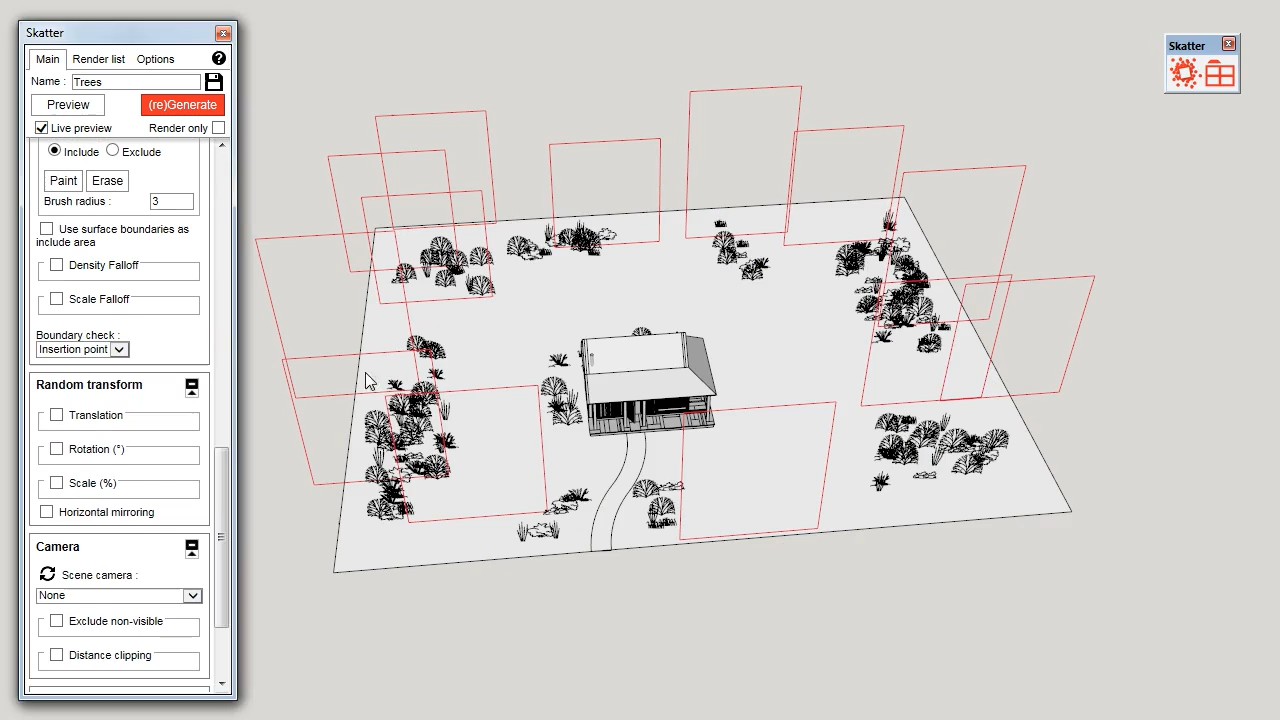 Skatter
Main Render list Options
Name : Trees
Preview (re)Generate
Live preview Render only
Include Exclude
Paint Erase
Brush radius : 3
Use surface boundaries as
include area
Density Falloff
Scale Falloff
Boundary check :
Insertion point
Random transform
Translation
Rotation (°)
Scale (%)
Horizontal mirroring
Camera
Scene camera :
None
Exclude non-visible
Distance clipping
Skatter